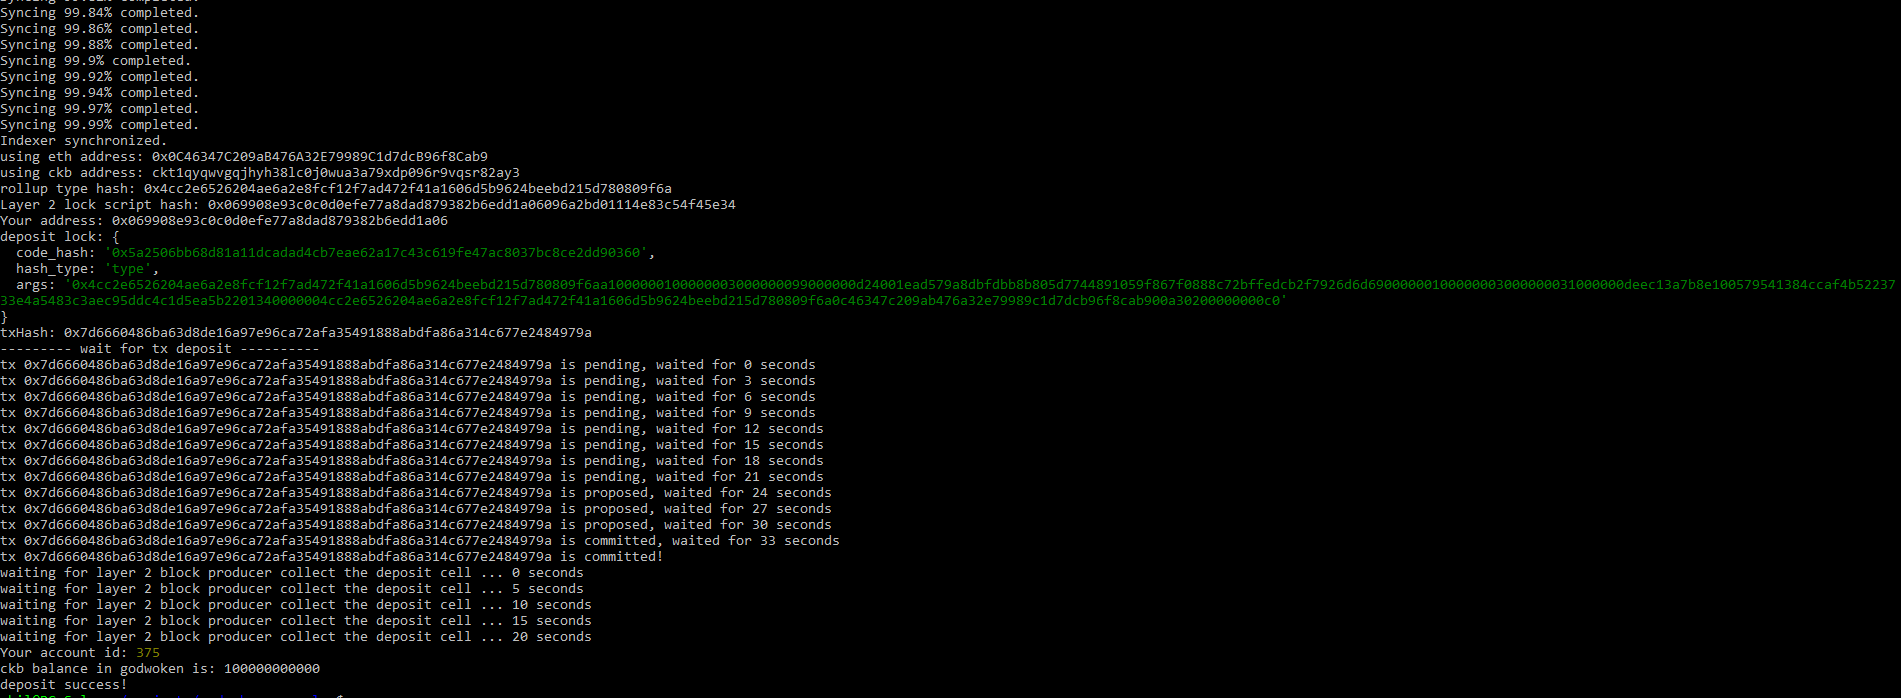 Syncing 99.84% completed.
Syncing 99.86% completed.
Syncing 99.88% completed.
Syncing 99.9% completed.
Syncing 99.92% completed.
Syncing 99.94% completed.
Syncing 99.97% completed.
Syncing 99.99% completed.
Indexer synchronized.
using eth address: 0x0C46347C209aB476A32E79989C1d7dcB96f8Cab9
using ckb address: ckt1qyqwvgqjhyh38lc0j0wua3a79xdp096r9vqsr82ay3
rollup type hash: 0x4cc2e6526204ae6a2e8fcf12f7ad472f41a1606d5b9624beebd215d780809f6a
Layer 2 lock script hash: 0x069908e93c0c0d0efe77a8dad879382b6edd1a06096a2bd01114e83c54f45e34
Your address: 0x069908e93c0c0d0efe77a8dad879382b6edd1a06
deposit lock: {
code_hash: '0x5a2506bb68d81a11dcadad4cb7eae62a17c43c619fe47ac8037bc8ce2dd90360',
hash_type: 'type',
args: '0x4cc2e6526204ae6a2e8fcf12f7ad472f41a1606d5b9624beebd215d780809f6aa10000001000000030000000099000000d24001ead579a8dbfdbb8b805d7744891059f867f0888c72bffedcb2f7926d6d69000000010000000300000031000000deec13a7b8e100579541384ccaf4b52237
33e4a5483c3aec95ddc4c1d5ea5b2201340000004cc2e6526204ae6a2e8fcf12f7ad472f41a1606d5b9624beebd215d780809f6a0c46347c209ab476a32e79989c1d7dcb96f8cab900a30200000000c0'
}
txHash: 0x7d6660486ba63d8de16a97e96ca72afa35491888abdfa86a314c677e2484979a
--------- wait for tx deposit ----------
tx 0x7d6660486ba63d8de16a97e96ca72afa35491888abdfa86a314c677e2484979a is pending, waited for 0 seconds
tx 0x7d6660486ba63d8de16a97e96ca72afa35491888abdfa86a314c677e2484979a is pending, waited for 3 seconds
tx 0x7d6660486ba63d8de16a97e96ca72afa35491888abdfa86a314c677e2484979a is pending, waited for 6 seconds
tx 0x7d6660486ba63d8de16a97e96ca72afa35491888abdfa86a314c677e2484979a is pending, waited for 9 seconds
tx 0x7d6660486ba63d8de16a97e96ca72afa35491888abdfa86a314c677e2484979a is pending, waited for 12 seconds
tx 0x7d6660486ba63d8de16a97e96ca72afa35491888abdfa86a314c677e2484979a is pending, waited for 15 seconds
tx 0x7d6660486ba63d8de16a97e96ca72afa35491888abdfa86a314c677e2484979a is pending, waited for 18 seconds
tx 0x7d6660486ba63d8de16a97e96ca72afa35491888abdfa86a314c677e2484979a is pending, waited for 21 seconds
tx 0x7d6660486ba63d8de16a97e96ca72afa35491888abdfa86a314c677e2484979a is proposed, waited for 24 seconds
tx 0x7d6660486ba63d8de16a97e96ca72afa35491888abdfa86a314c677e2484979a is proposed, waited for 27 seconds
tx 0x7d6660486ba63d8de16a97e96ca72afa35491888abdfa86a314c677e2484979a is proposed, waited for 30 seconds
tx 0x7d6660486ba63d8de16a97e96ca72afa35491888abdfa86a314c677e2484979a is committed, waited for 33 seconds
tx 0x7d6660486ba63d8de16a97e96ca72afa35491888abdfa86a314c677e2484979a is committed!
waiting for layer 2 block producer collect the deposit cell ... 0 seconds
waiting for layer 2 block producer collect the deposit cell ... 5 seconds
waiting for layer 2 block producer collect the deposit cell ... 10 seconds
waiting for layer 2 block producer collect the deposit cell ... 15 seconds
waiting for layer 2 block producer collect the deposit cell ... 20 seconds
Your account id: 375
ckb balance in godwoken is: 100000000000
deposit success!